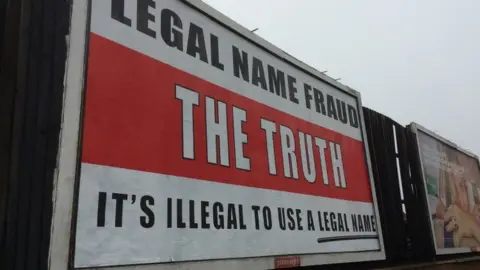 LEGAL NAME FRAUD
THE TRUTH
IT'S ILLEGAL TO USE A LEGAL NAME